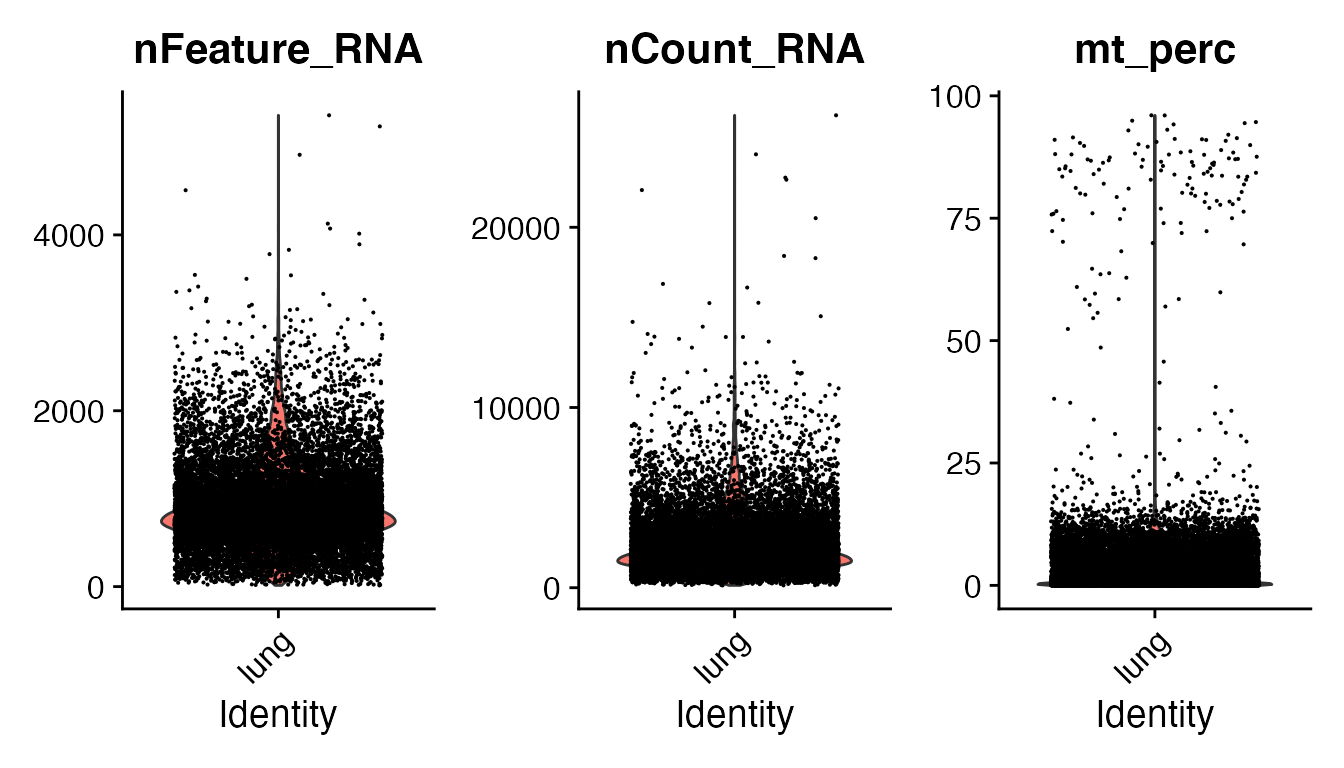 nFeature_RNA
4000
2000
0
lung
Identity
nCount_RNA
20000
10000
0
lung
Identity
mt_perc
100
75
50
25
0
lung
Identity